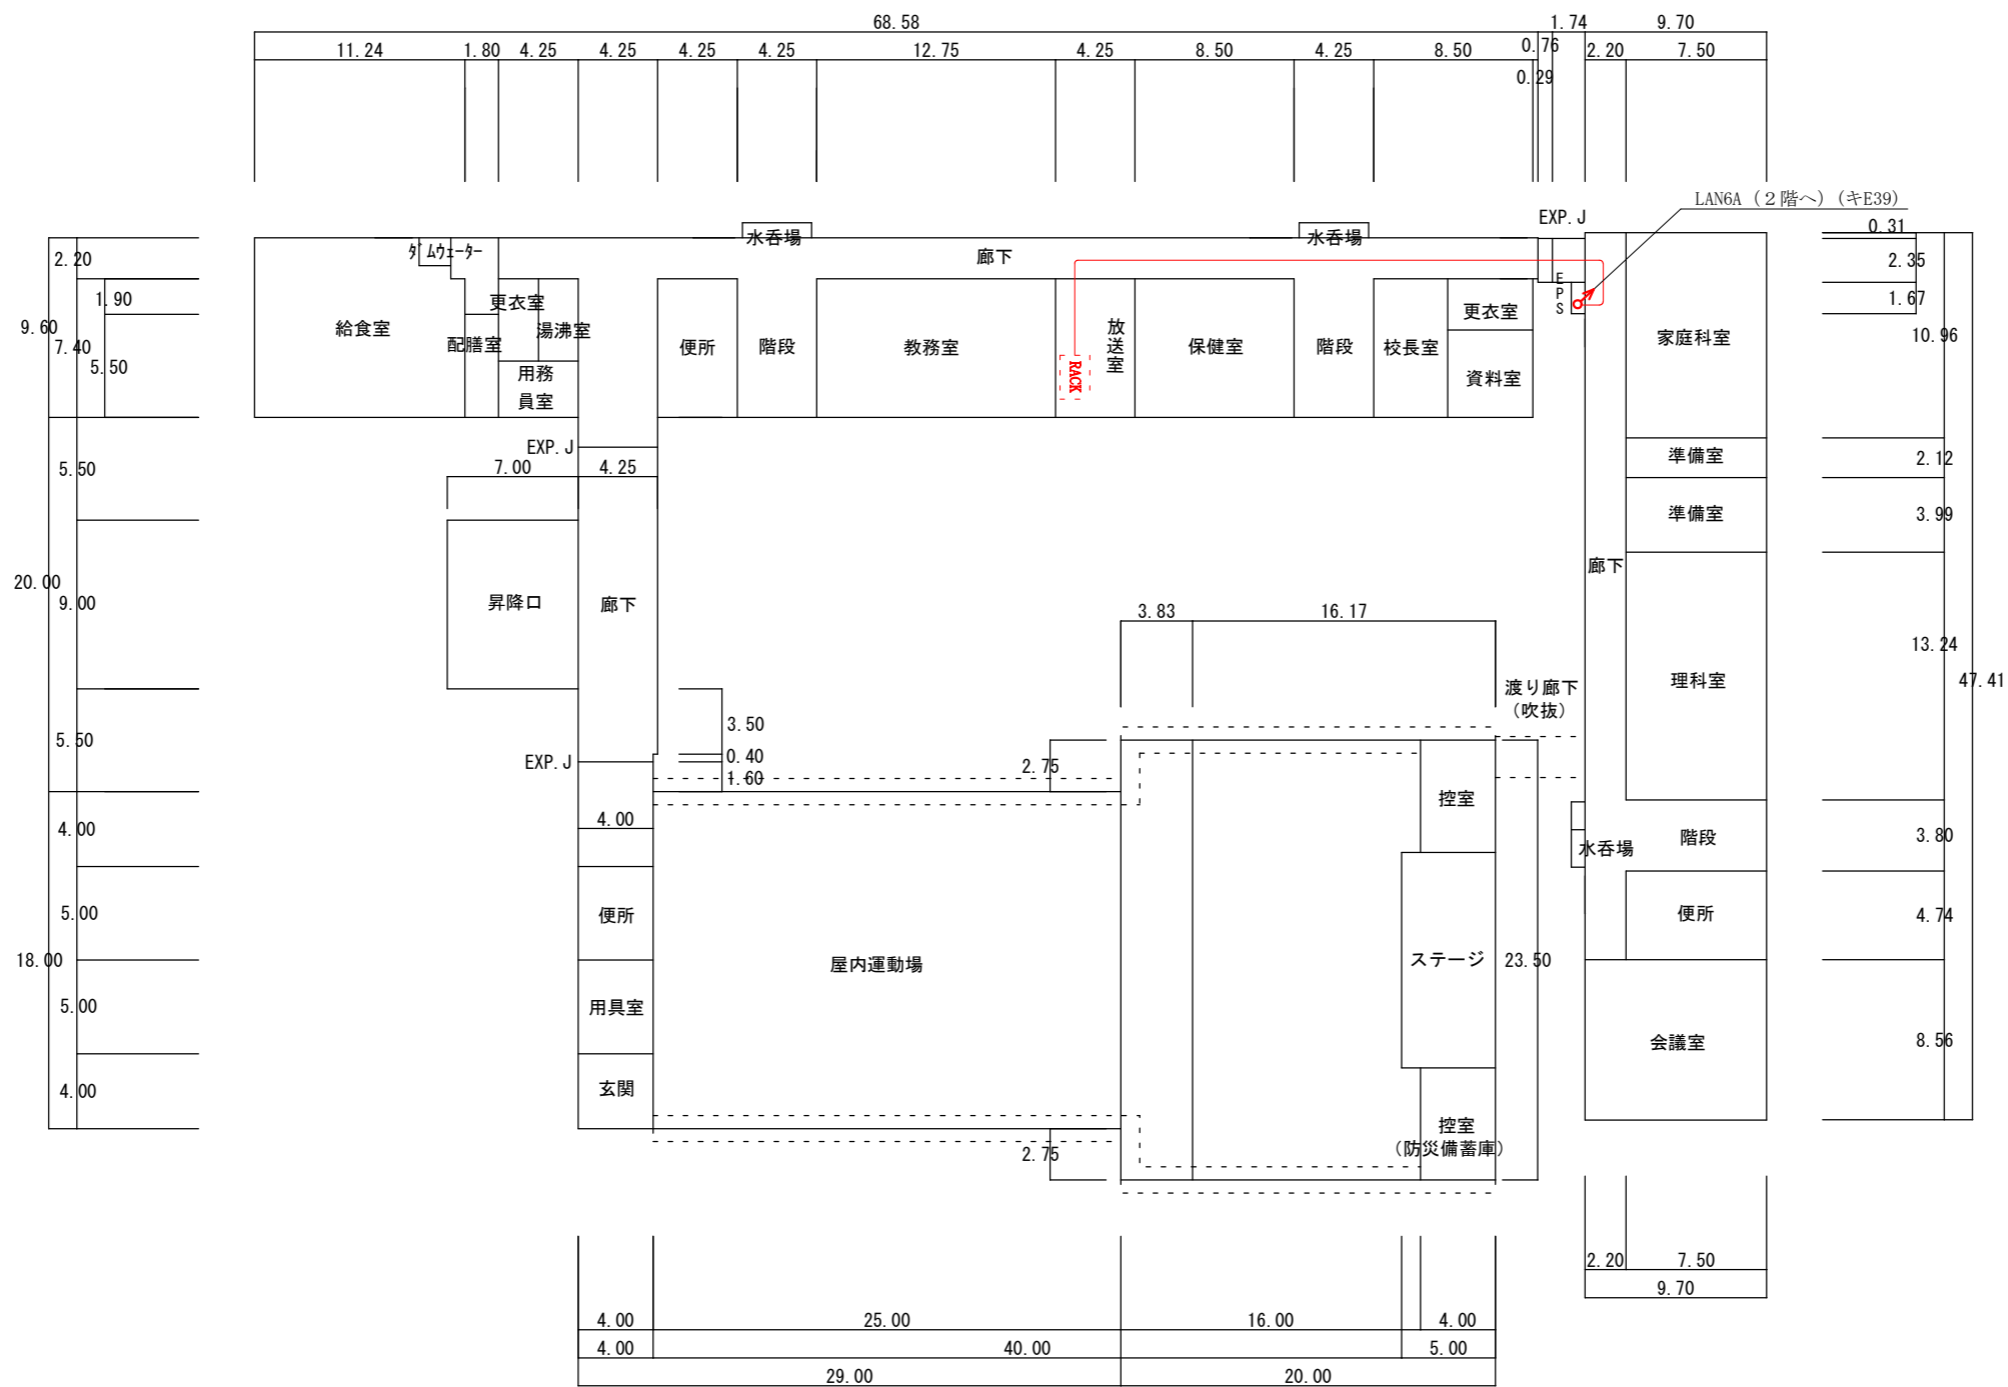 68.58
1.74
9.70
11.24
1.80
4.25
4.25
4.25
4.25
12.75
4.25
8.50
4.25
8.50
0.76
2.20
7.50
0.29
LAN6A（２階へ）(キE39)
EXP.J
0.31
水呑場
水呑場
ﾀﾞﾑｳｪｰﾀｰ
廊下
2.20
2.35
1.90
1.67
9.60
7.40
5.50
10.96
給食室
更衣室
湯沸室
配膳室
用務
員室
便所
階段
教務室
RACK
放送室
保健室
階段
校長室
更衣室
資料室
EPS
家庭科室
EXP.J
準備室
2.12
5.50
7.00
4.25
準備室
3.99
廊下
20.00
9.00
昇降口
廊下
3.83
16.17
13.24
47.41
理科室
渡り廊下
（吹抜）
5.50
3.50
0.40
1.60
EXP.J
2.75
控室
4.00
4.00
水呑場
階段
3.80
5.00
便所
便所
4.74
18.00
屋内運動場
ステージ
23.50
5.00
用具室
会議室
8.56
4.00
玄関
控室
（防災備蓄庫）
2.75
2.20
7.50
9.70
4.00
25.00
16.00
4.00
4.00
40.00
5.00
29.00
20.00